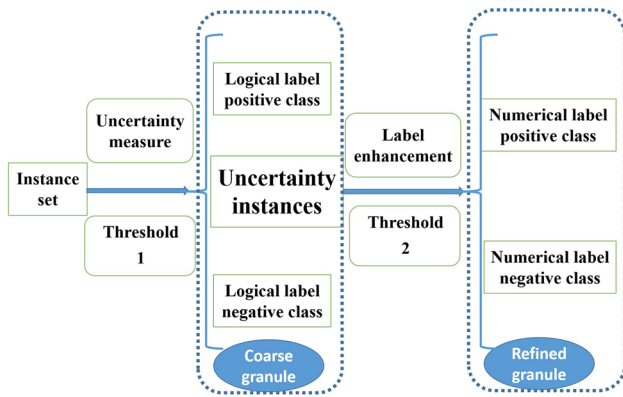 Instance
set
Uncertainty
measure
Threshold
1
Logical label
positive class
Uncertainty
instances
Logical label
negative class
Coarse
granule
Label
enhancement
Threshold
2
Numerical label
positive class
Numerical label
negative class
Refined
granule